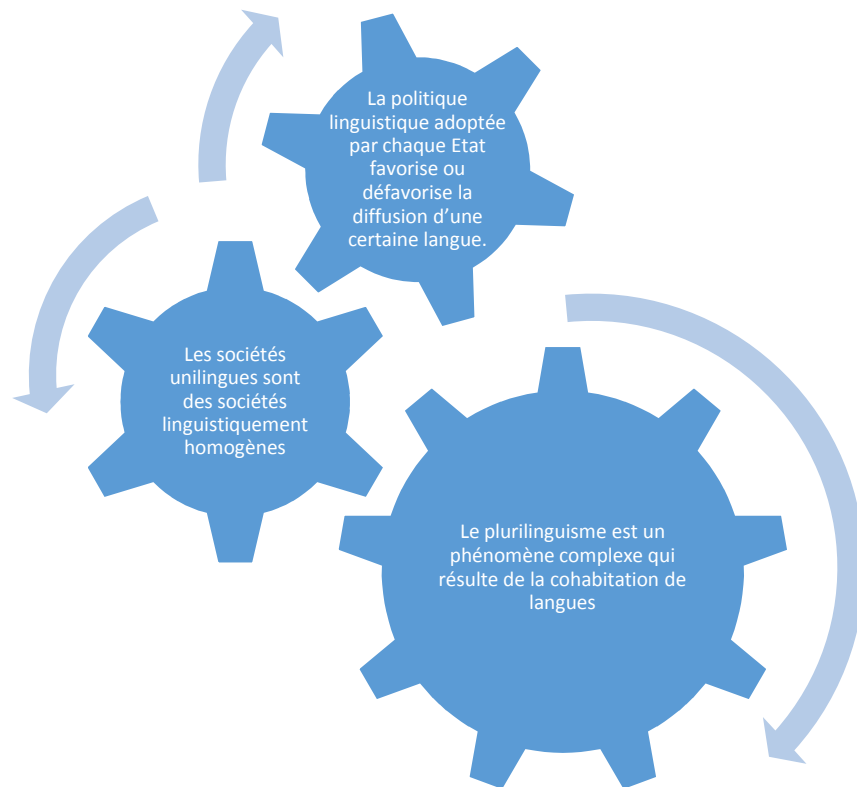 La politique
linguistique adoptée
par chaque Etat
favorise ou
défavorise la
diffusion d’une
certaine langue.
Les sociétés
unilingues sont
des sociétés
linguistiquement
homogènes
Le plurilinguisme est un
phénomène complexe qui
résulte de la cohabitation de
langues